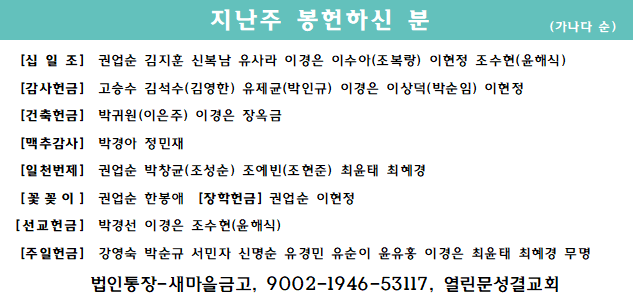 지난주 봉헌하신 분
(가나다 순)
[십 일 조] 권업순 김지훈 신복남 유사라 이경은 이수아(조복량) 이현정 조수현(윤해식)
[감사헌금] 고승수 김석수(김영한) 유제균(박인규) 이경은 이상덕(박순임) 이현정
[건축헌금] 박귀원(이은주) 이경은 장옥금
[맥추감사] 박경아 정민재
[일천번제] 권업순 박창균(조성순) 조예빈(조현준) 최윤태 최혜경
[꽃 꽂 이] 권업순 한봉애 [장학헌금] 권업순 이현정
[선교헌금] 박경선 이경은 조수현(윤해식)
[주일헌금] 강영숙 박순규 서민자 신명순 유경민 유순이 윤유홍 이경은 최윤태 최혜경 무명
법인통장-새마을금고, 9002-1946-53117, 열린문성결교회